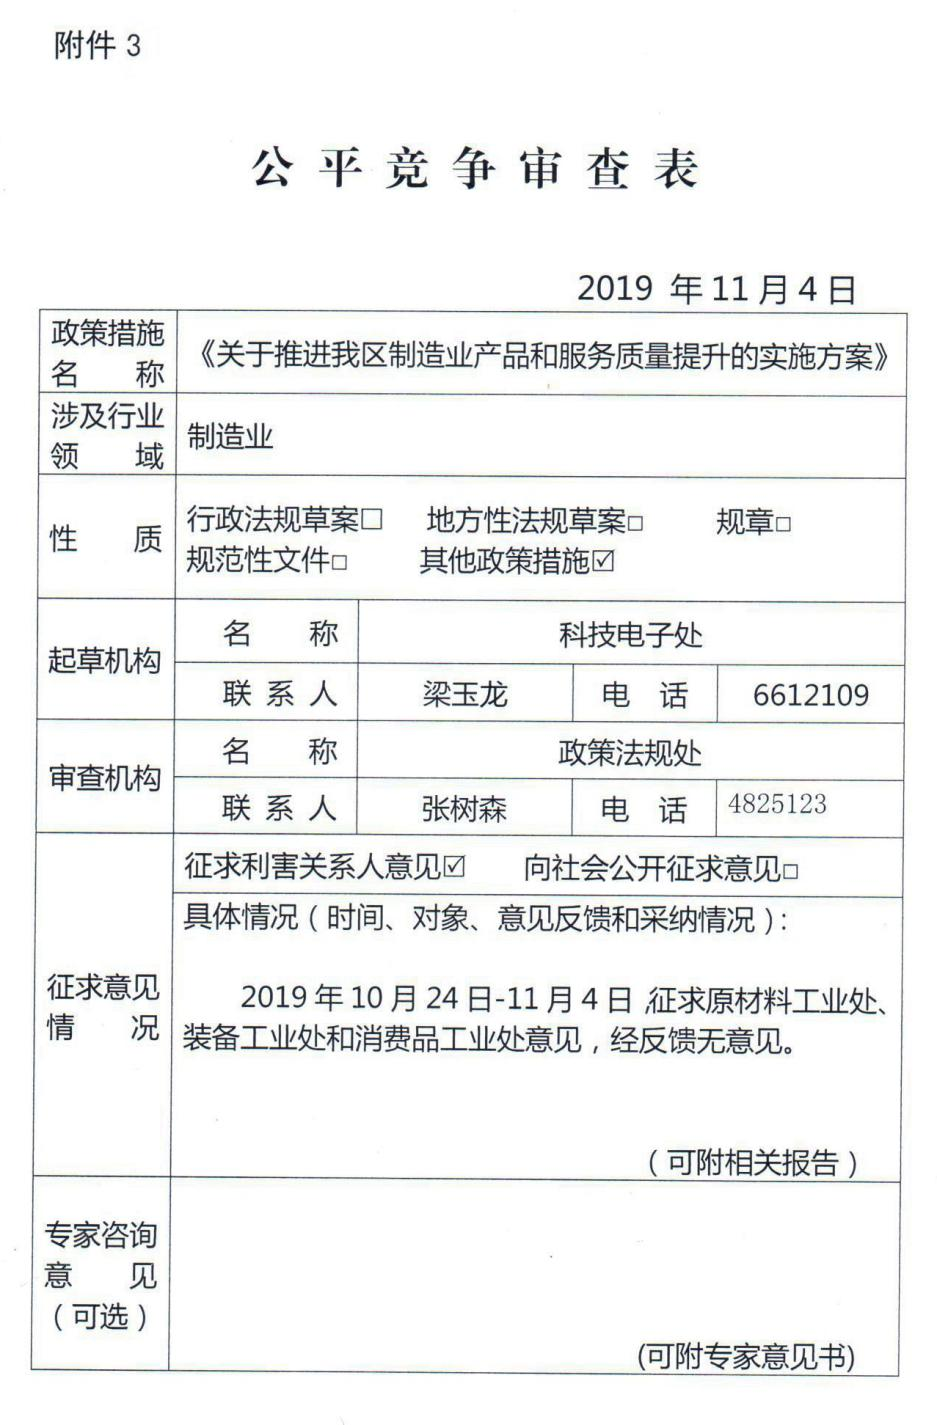 附件 3
公平竞争审查表
2019 年 11 月 4 日
政策措施
名 称
《关于推进我区制造业产品和服务质量提升的实施方案》
涉及行业
领 域
制造业
性 质
行政法规草案□ 地方性法规草案□ 规章□
规范性文件□ 其他政策措施☑
起草机构
名 称 科技电子处
联 系 人 梁玉龙 电 话 6612109
审查机构
名 称 政策法规处
联 系 人 张树森 电 话 4825123
征求意见
情 况
征求利害关系人意见☑ 向社会公开征求意见□
具体情况（时间、对象、意见反馈和采纳情况）：
2019 年 10 月 24 日-11 月 4 日,征求原材料工业处、
装备工业处和消费品工业处意见，经反馈无意见。
（可附相关报告）
专家咨询
意 见
（可选）
(可附专家意见书)